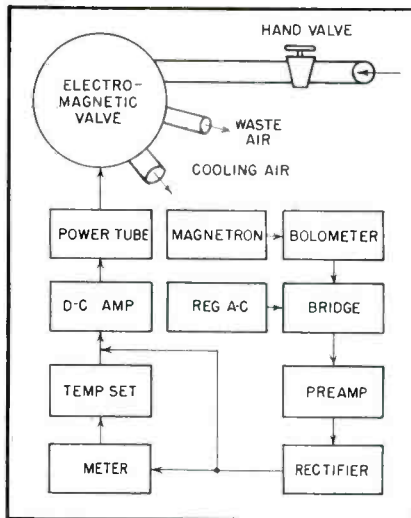 HAND VALVE
ELECTRO-
MAGNETIC
VALVE
WASTE
AIR
COOLING AIR
POWER TUBE
MAGNETRON
BOLOMETER
D-C AMP
REG A-C
BRIDGE
TEMP SET
PREAMP
METER
RECTIFIER